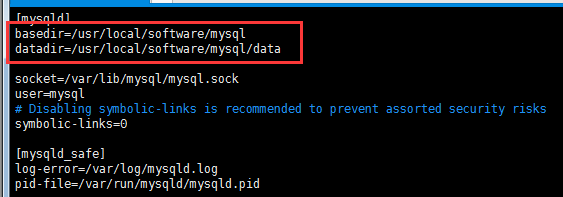 [mysqld]
basedir=/usr/local/software/mysql
datadir=/usr/local/software/mysql/data
socket=/var/lib/mysql/mysql.sock
user=mysql
# Disabling symbolic-links is recommended to prevent assorted security risks
symbolic-links=0
[mysqld_safe]
log-error=/var/log/mysqld.log
pid-file=/var/run/mysqld/mysqld.pid